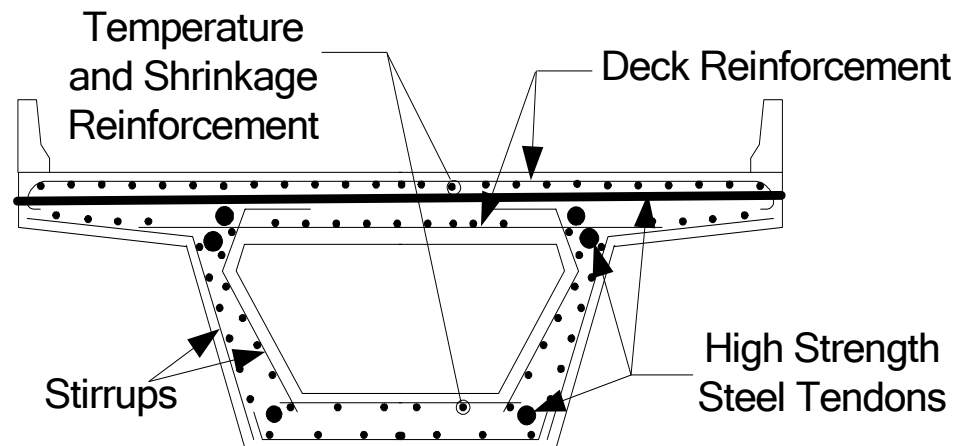 Temperature
and Shrinkage
Reinforcement
Deck Reinforcement
Stirrups
High Strength
Steel Tendons